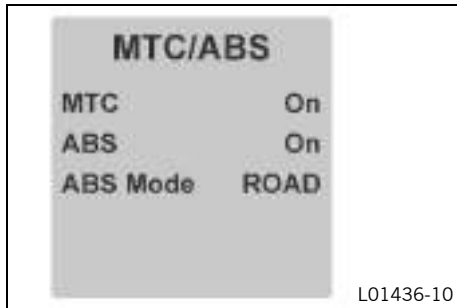 MTC/ABS
MTC On
ABS On
ABS Mode ROAD
L01436-10